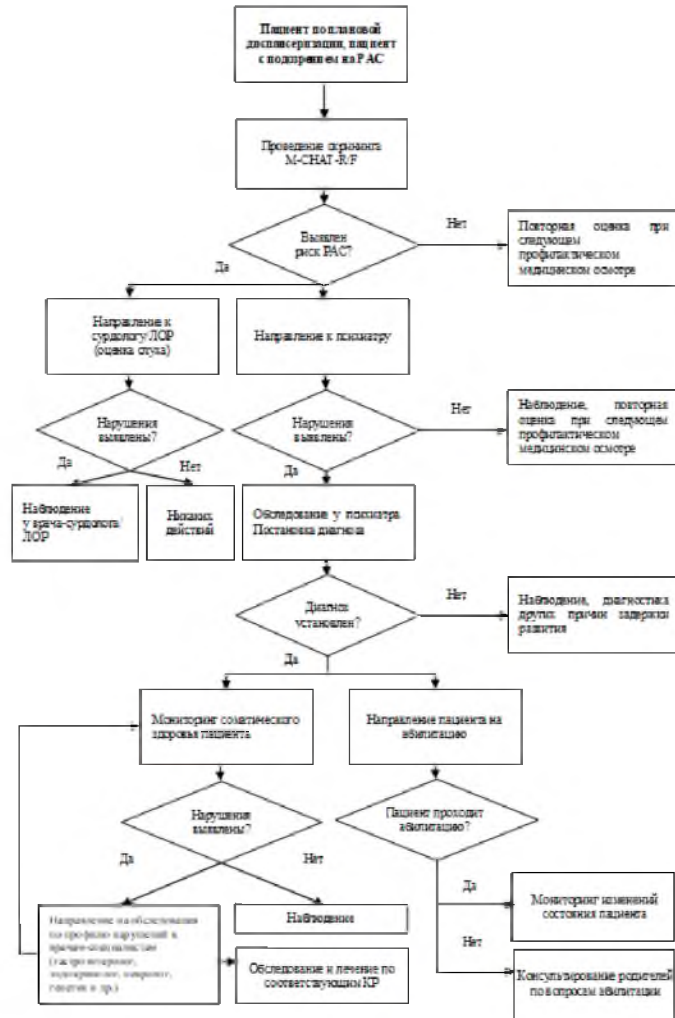 Пациент по плановой
диспансеризации, пациент
с подозрением на РАС
Проведение скрининга
M-CHAT-R/F
Выявлен
риск РАС?
Нет
Повторная оценка при
следующем
профилактическом
медицинском осмотре
Да
Направление к
сурдологу/ЛОР
(оценка слуха)
Направление к психиатру
Нарушения
выявлены?
Нарушения
выявлены?
Нет
Наблюдение, повторная
оценка при следующем
профилактическом
медицинском осмотре
Да
Нет
Да
Наблюдение
у врача-сурдолога/
ЛОР
Никаких
действий
Обследование у психиатра
Постановка диагноза
Диагноз
установлен?
Нет
Наблюдение, диагностика
других причин задержки
развития
Да
Мониторинг соматического
здоровья пациента
Направление пациента на
абилитацию
Нарушения
выявлены?
Пациент проходит
абилитацию?
Да
Нет
Да
Мониторинг изменений
состояния пациента
Направление на обследования
по профилю нарушений к
врачам-специалистам
(гастроэнтеролог,
эндокринолог, невролог,
генетик и пр.)
Наблюдение
Обследование и лечение по
соответствующим КР
Нет
Консультирование родителей
по вопросам абилитации